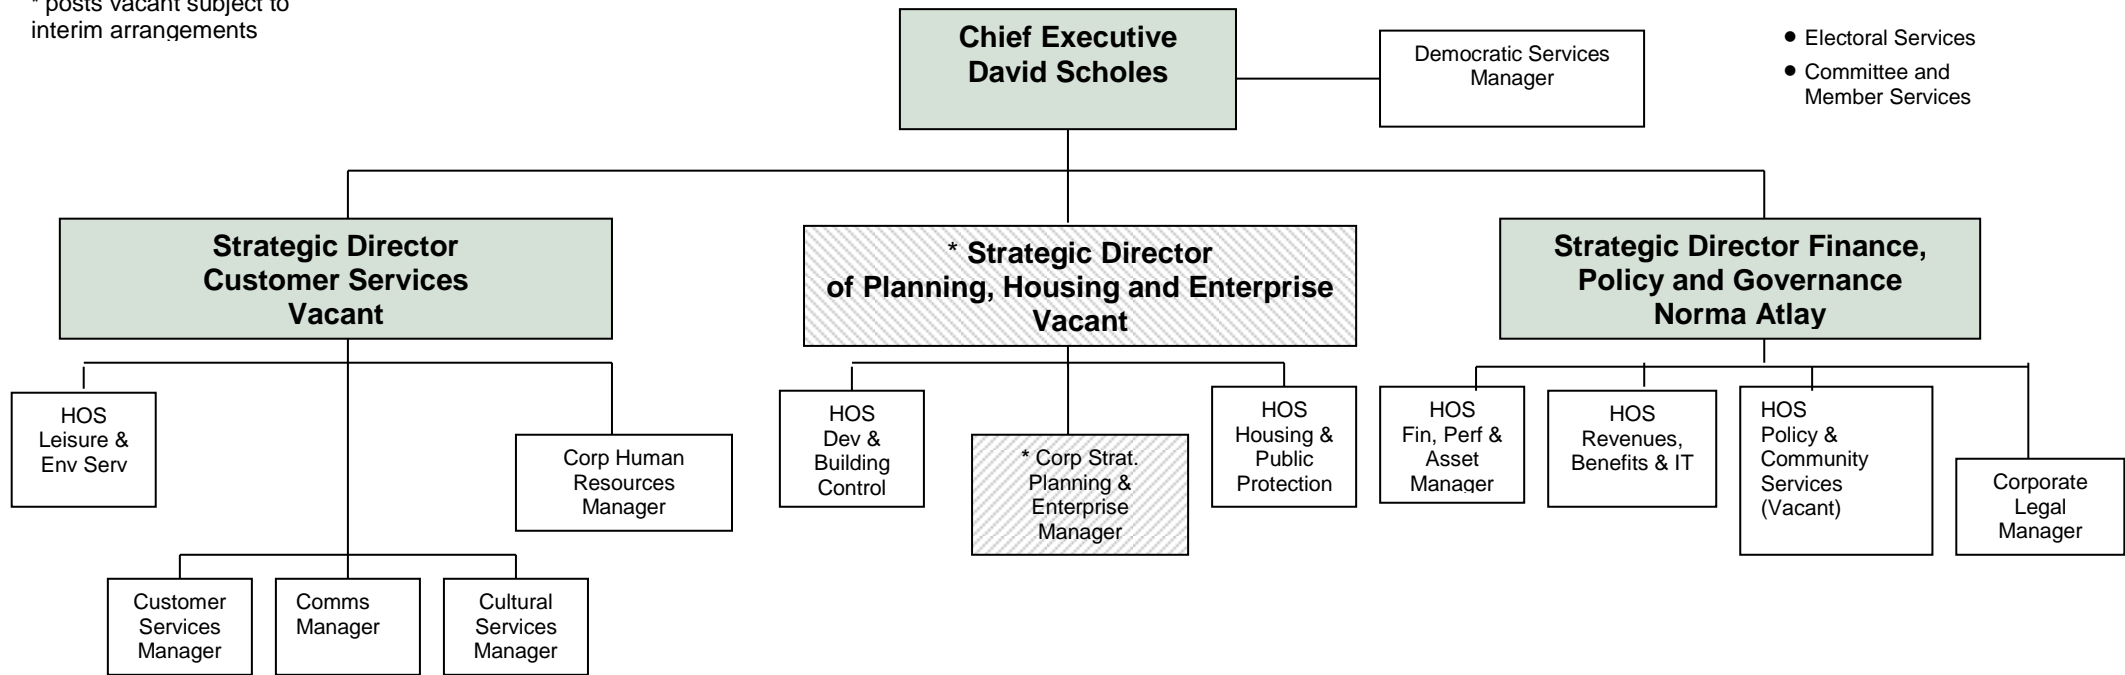 * posts vacant subject to
interim arrangements
Chief Executive
David Scholes
Democratic Services
Manager
● Electoral Services
● Committee and
Member Services
Strategic Director
Customer Services
Vacant
* Strategic Director
of Planning, Housing and Enterprise
Vacant
Strategic Director Finance,
Policy and Governance
Norma Atlay
HOS
Leisure &
Env Serv
Corp Human
Resources
Manager
HOS
Dev &
Building
Control
* Corp Strat.
Planning &
Enterprise
Manager
HOS
Housing &
Public
Protection
HOS
Fin, Perf &
Asset
Manager
HOS
Revenues,
Benefits & IT
HOS
Policy &
Community
Services
(Vacant)
Corporate
Legal
Manager
Customer
Services
Manager
Comms
Manager
Cultural
Services
Manager